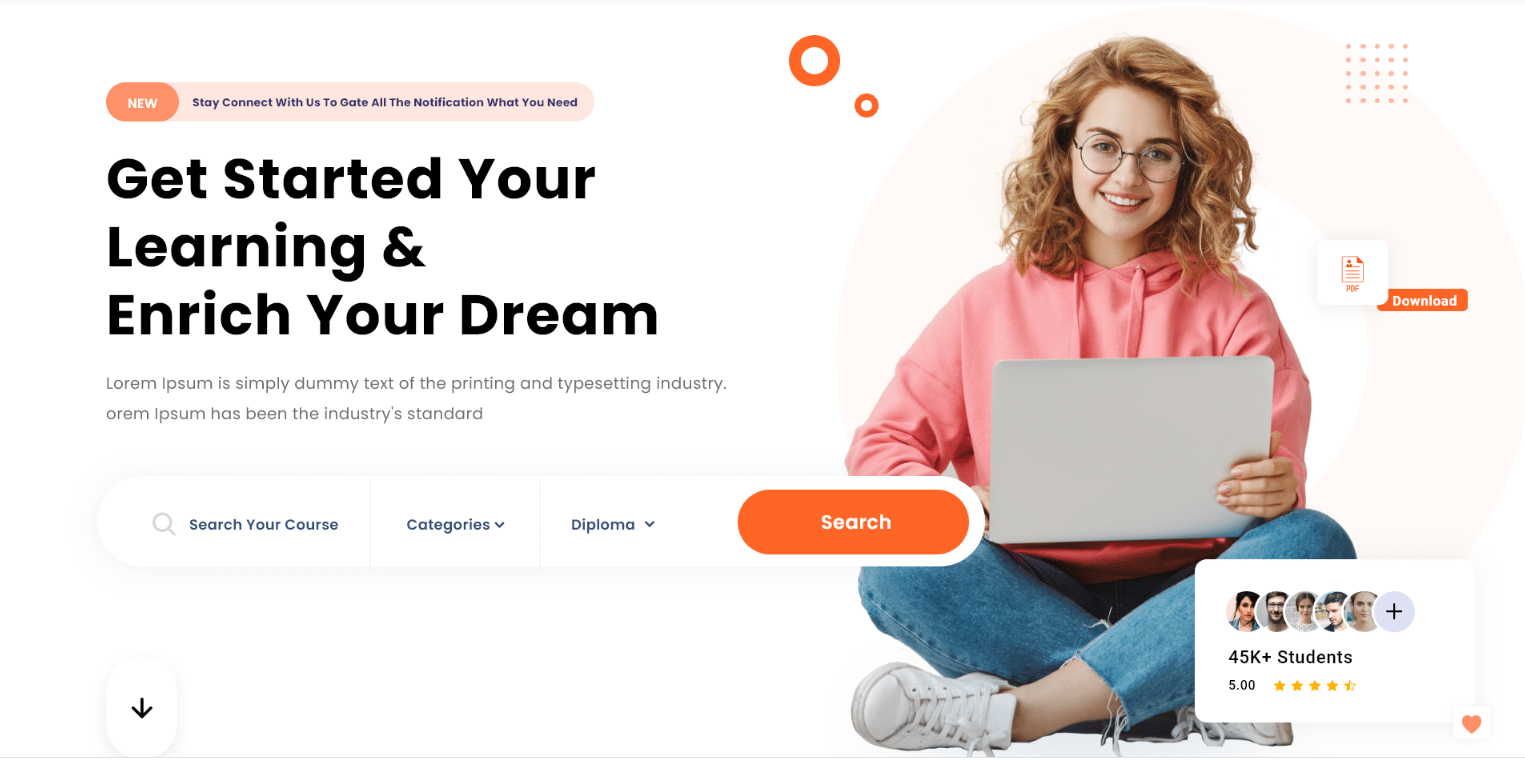 NEW Stay Connect With Us To Gate All The Notification What You Need
Get Started Your
Learning &
Enrich Your Dream
Lorem Ipsum is simply dummy text of the printing and typesetting industry.
orem Ipsum has been the industry's standard
Search Your Course Categories Diploma Search
PDF
Download
+
45K+ Students
5.00